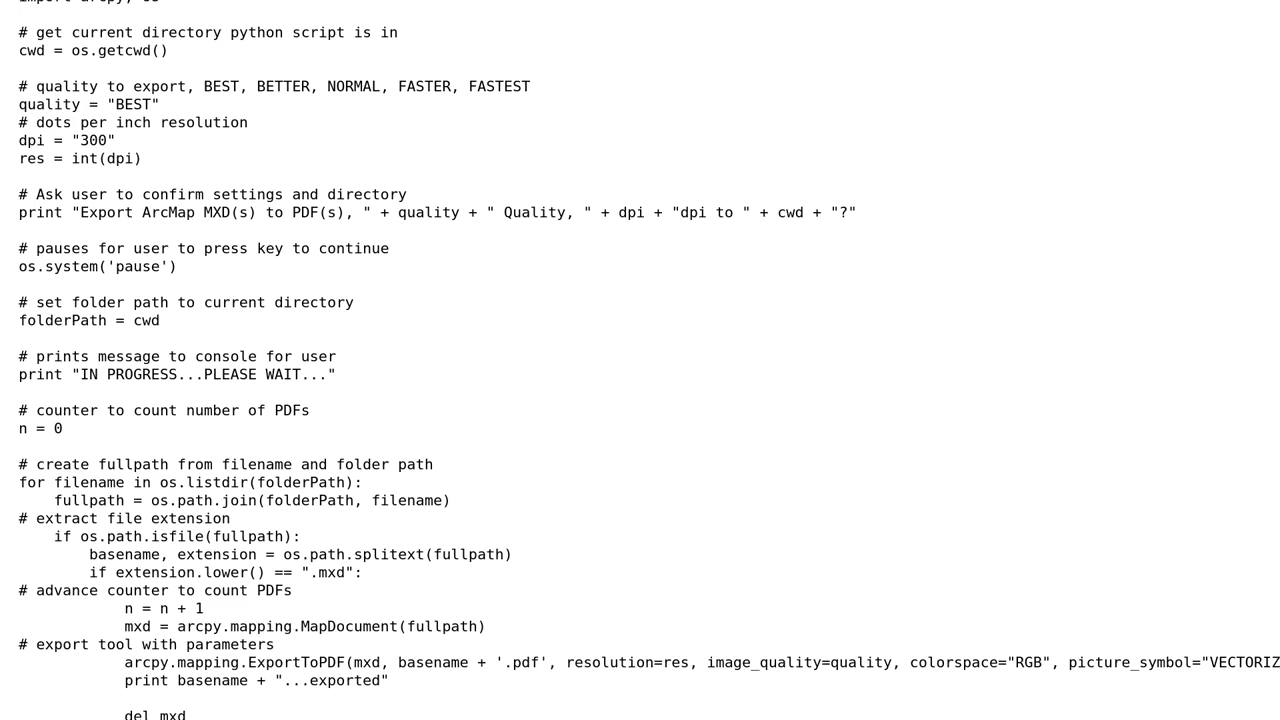 import arcpy, os
# get current directory python script is in
cwd = os.getcwd()
# quality to export, BEST, BETTER, NORMAL, FASTER, FASTEST
quality = "BEST"
# dots per inch resolution
dpi = "300"
res = int(dpi)
# Ask user to confirm settings and directory
print "Export ArcMap MXD(s) to PDF(s), " + quality + " Quality, " + dpi + "dpi to " + cwd + "?"
# pauses for user to press key to continue
os.system('pause')
# set folder path to current directory
folderPath = cwd
# prints message to console for user
print "IN PROGRESS...PLEASE WAIT..."
# counter to count number of PDFs
n = 0
# create fullpath from filename and folder path
for filename in os.listdir(folderPath):
    fullpath = os.path.join(folderPath, filename)
# extract file extension
    if os.path.isfile(fullpath):
        basename, extension = os.path.splitext(fullpath)
        if extension.lower() == ".mxd":
# advance counter to count PDFs
            n = n + 1
            mxd = arcpy.mapping.MapDocument(fullpath)
# export tool with parameters
            arcpy.mapping.ExportToPDF(mxd, basename + '.pdf', resolution=res, image_quality=quality, colorspace="RGB", picture_symbol="VECTORIZ
            print basename + "...exported"
            del mxd